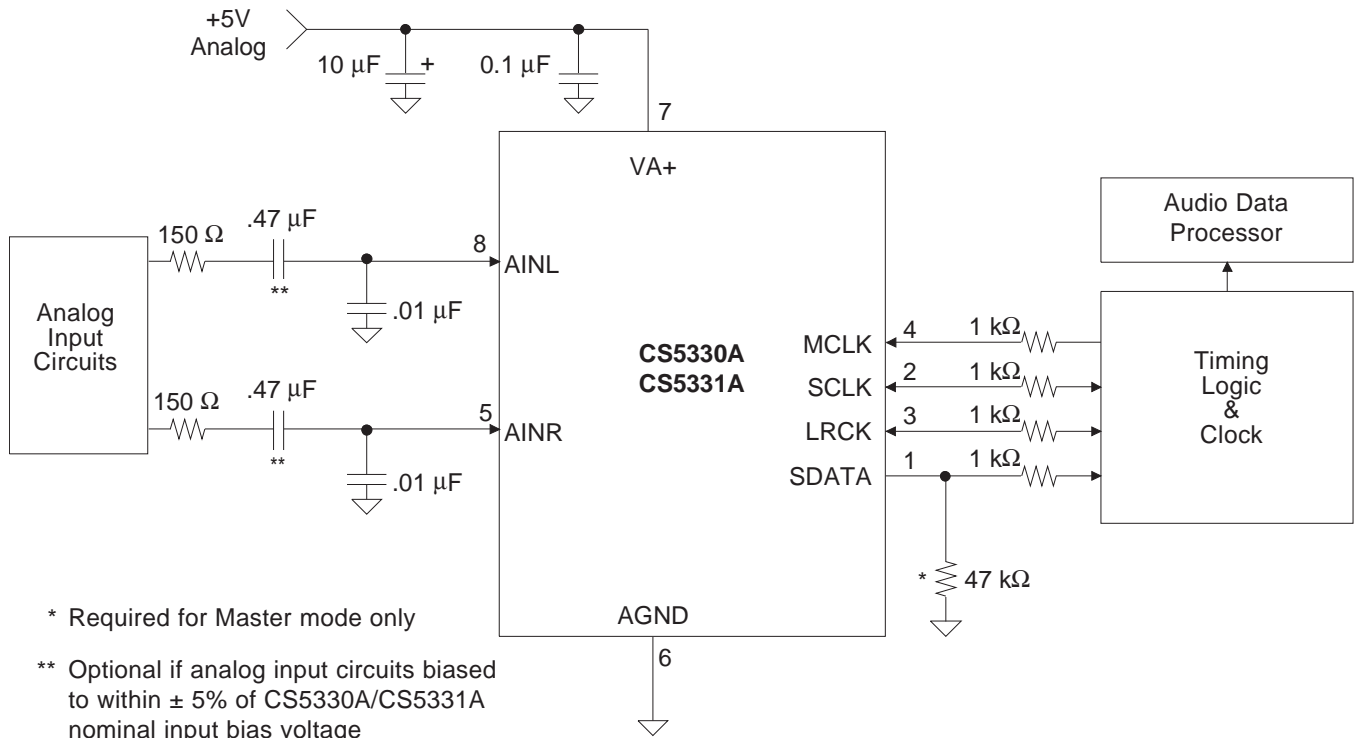 +5V
Analog
10 µF
+
0.1 µF
7
VA+
Audio Data
Processor
150 Ω
.47 µF
**
8
AINL
.01 µF
Analog
Input
Circuits
CS5330A
CS5331A
MCLK
4
1 kΩ
SCLK
2
1 kΩ
LRCK
3
1 kΩ
SDATA
1
1 kΩ
Timing
Logic
&
Clock
150 Ω
.47 µF
**
5
AINR
.01 µF
* 47 kΩ
AGND
6
* Required for Master mode only
** Optional if analog input circuits biased
to within ± 5% of CS5330A/CS5331A
nominal input bias voltage